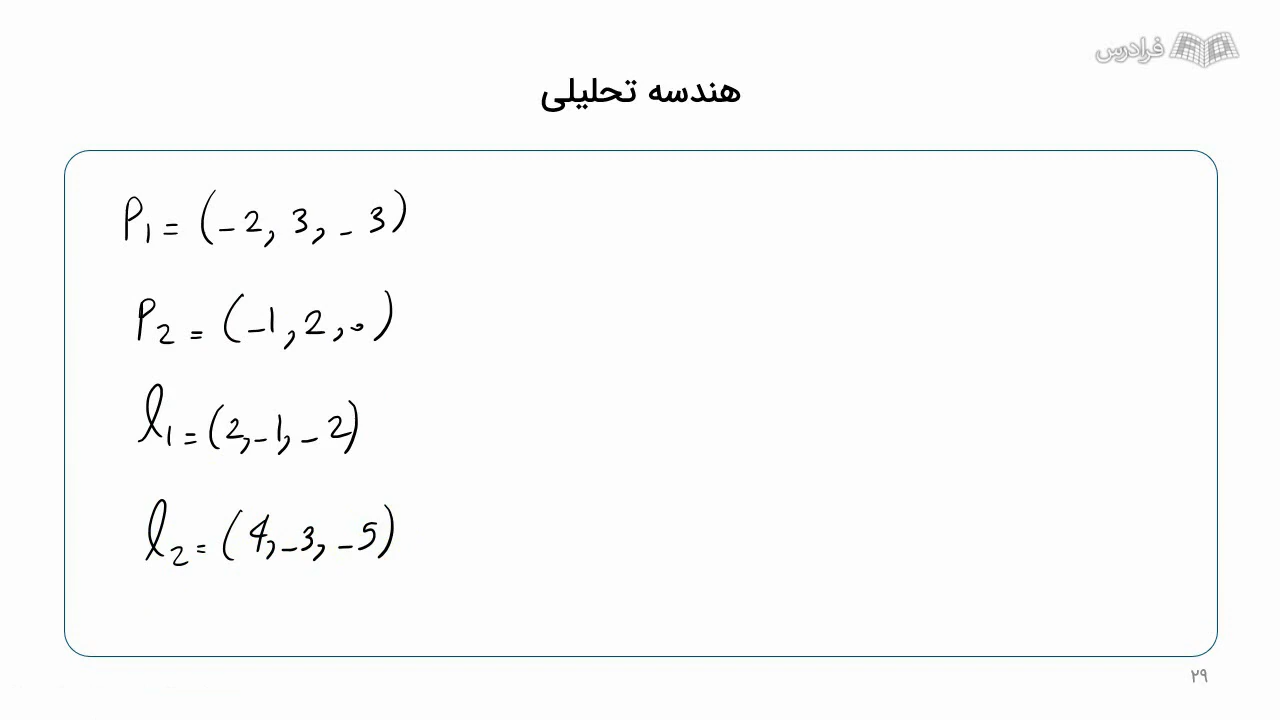 فرادرس
هندسه تحلیلی
P1 = (-2, 3, -3)
P2 = (-1, 2, 0)
l1 = (2, -1, -2)
l2 = (4, -3, -5)
۲۹